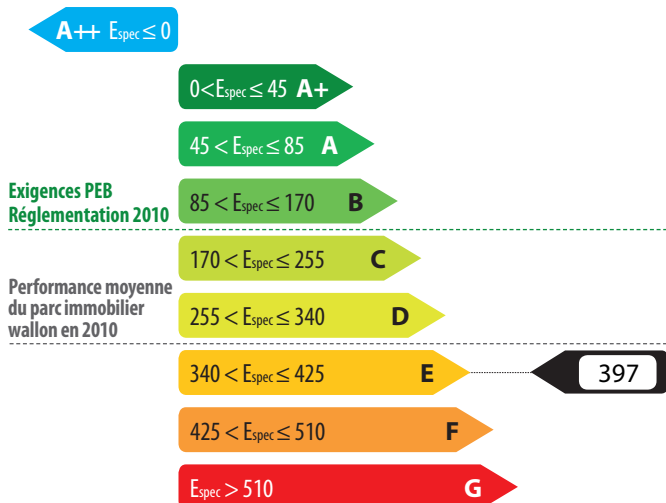 A++ Espec ≤ 0
0 < Espec ≤ 45 A+
45 < Espec ≤ 85 A
Exigences PEB
Réglementation 2010
85 < Espec ≤ 170 B
170 < Espec ≤ 255 C
Performance moyenne
du parc immobilier
wallon en 2010
255 < Espec ≤ 340 D
340 < Espec ≤ 425 E 397
425 < Espec ≤ 510 F
Espec > 510 G